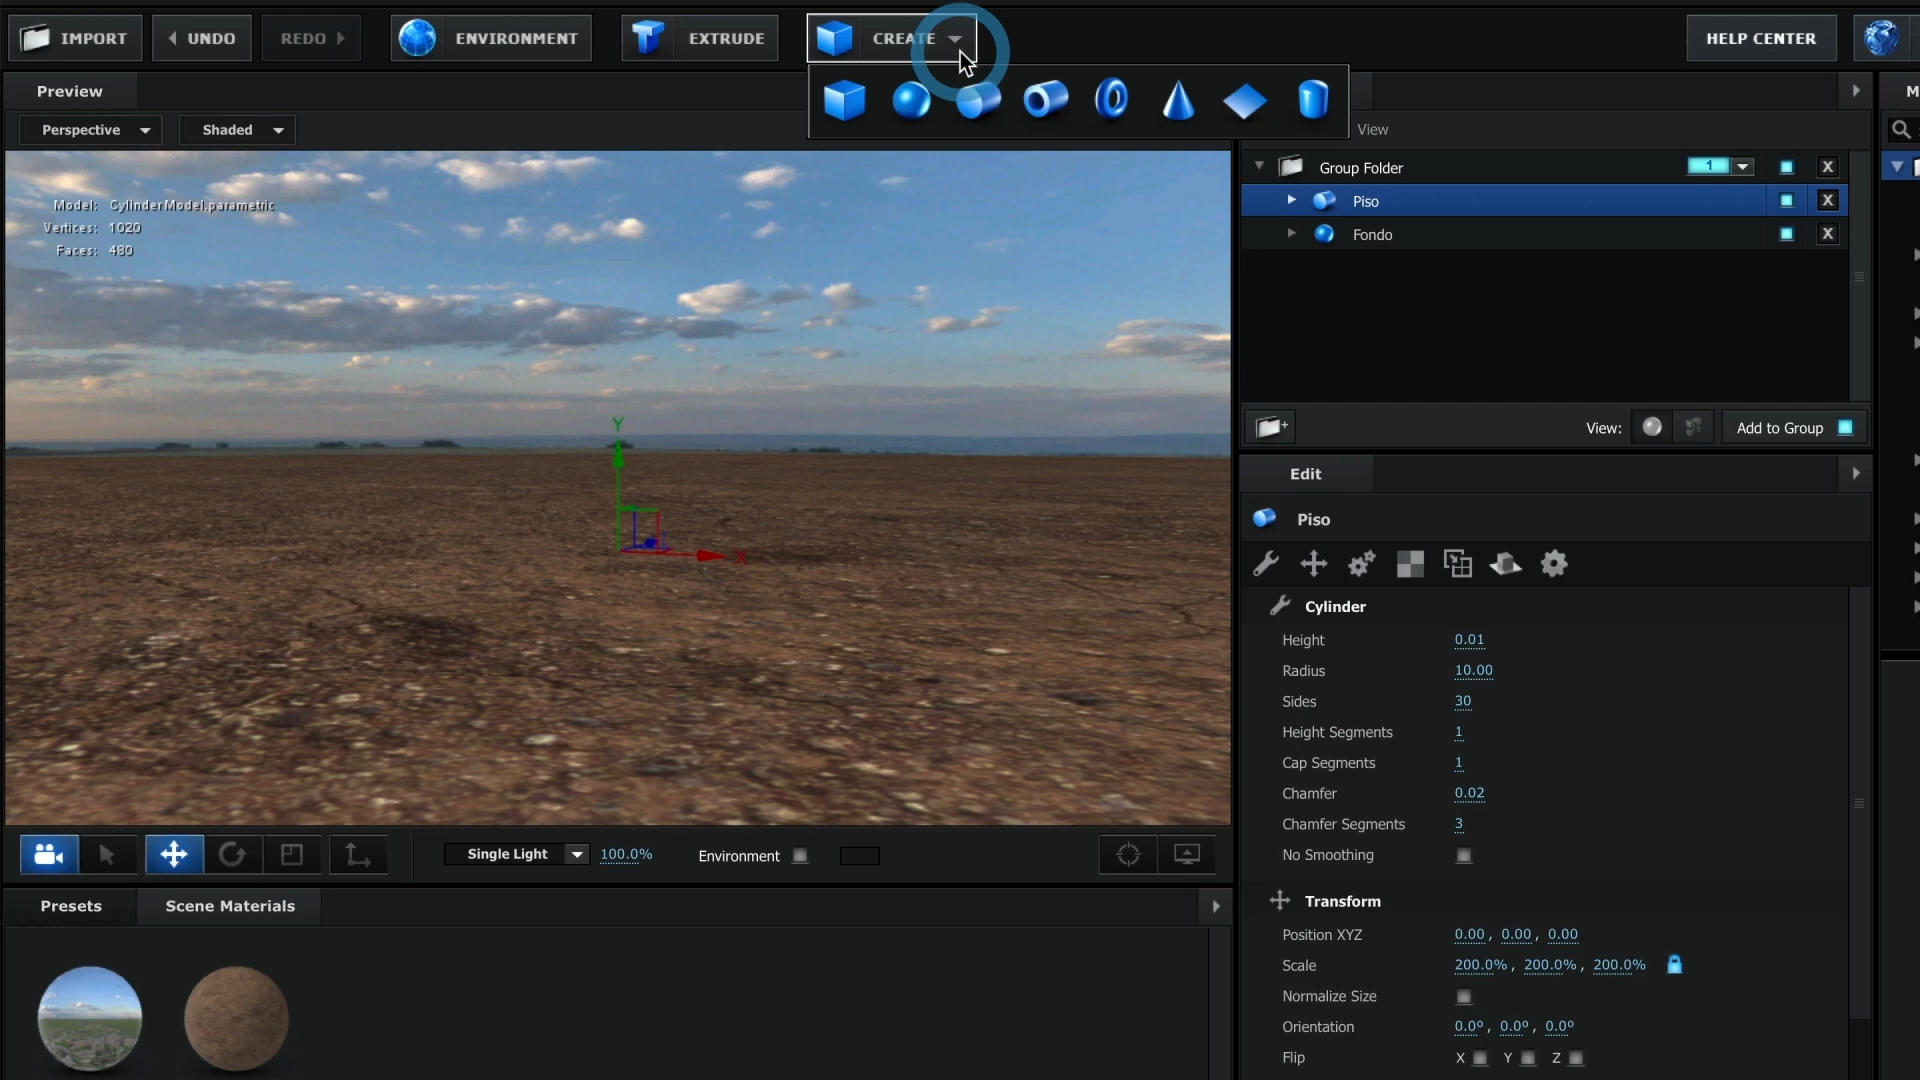 IMPORT
UNDO
REDO
ENVIRONMENT
EXTRUDE
CREATE
HELP CENTER
Preview
Perspective
Shaded
View
Model: CylinderModel.parametric
Vertices: 1020
Faces: 480
Y
X
Group Folder
1
X
Piso
X
Fondo
X
View:
Add to Group
Edit
Piso
Cylinder
Height 0.01
Radius 10.00
Sides 30
Height Segments 1
Cap Segments 1
Chamfer 0.02
Chamfer Segments 3
No Smoothing
Transform
Position XYZ 0.00, 0.00, 0.00
Scale 200.0%, 200.0%, 200.0%
Normalize Size
Orientation 0.0º, 0.0º, 0.0º
Flip X Y Z
Single Light
100.0%
Environment
Presets
Scene Materials